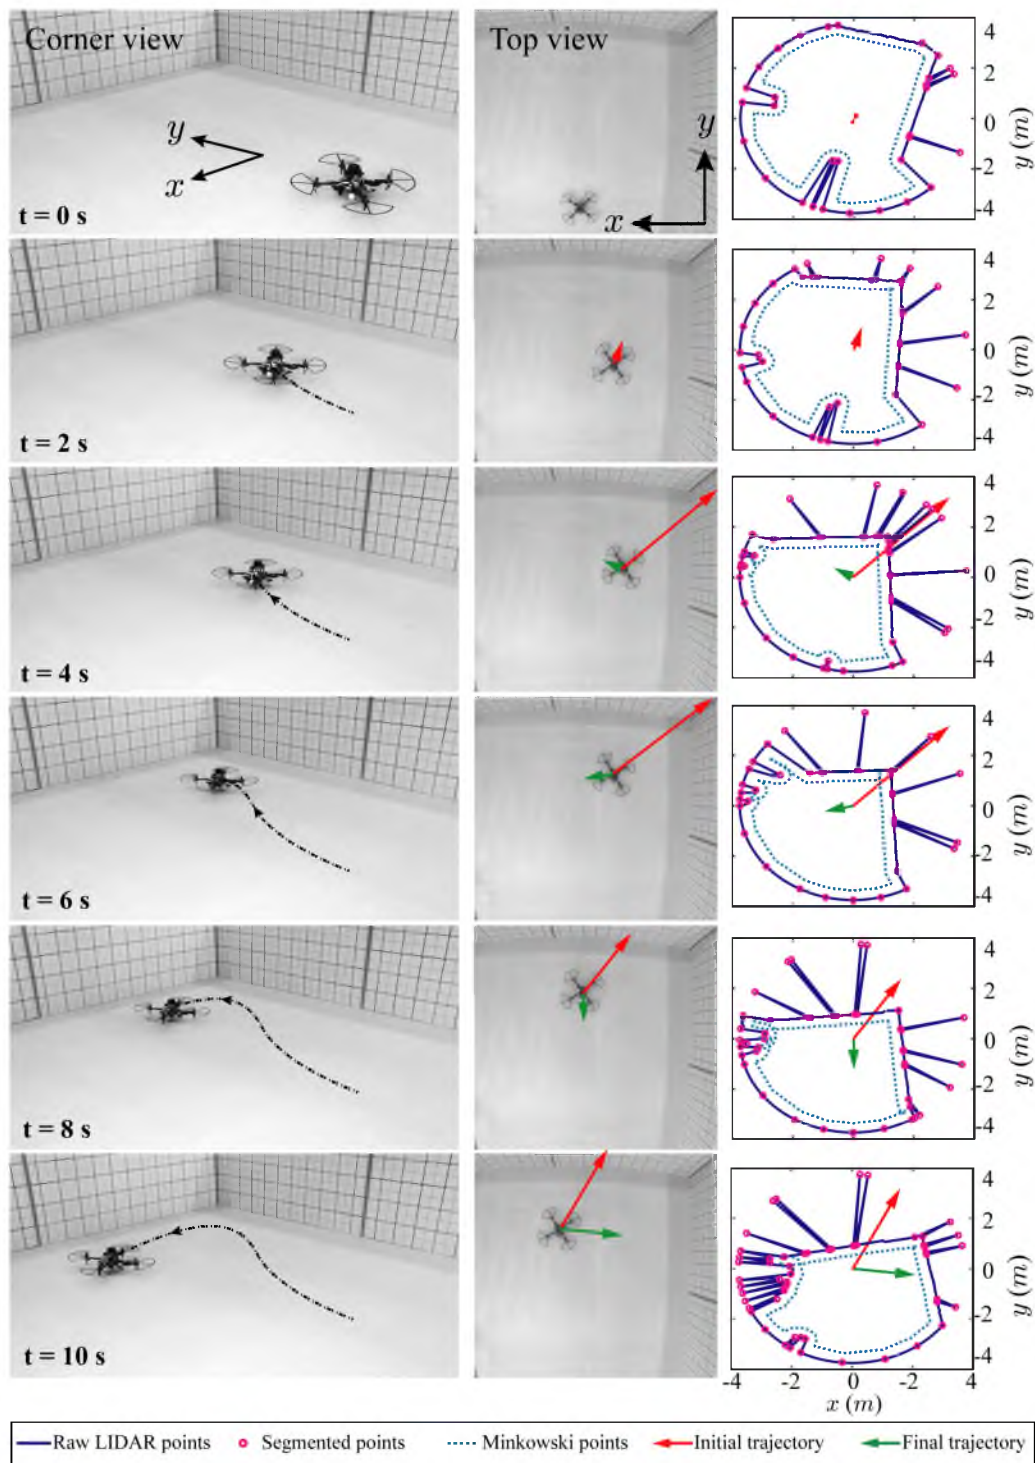 Corner view
Top view
y
x
t = 0 s
y
x
4
2
0
-2
-4
y (m)
t = 2 s
4
2
0
-2
-4
y (m)
t = 4 s
4
2
0
-2
-4
y (m)
t = 6 s
4
2
0
-2
-4
y (m)
t = 8 s
4
2
0
-2
-4
y (m)
t = 10 s
4
2
0
-2
-4
y (m)
-4 -2 0 -2 4
x (m)
Raw LIDAR points Segmented points Minkowski points Initial trajectory Final trajectory